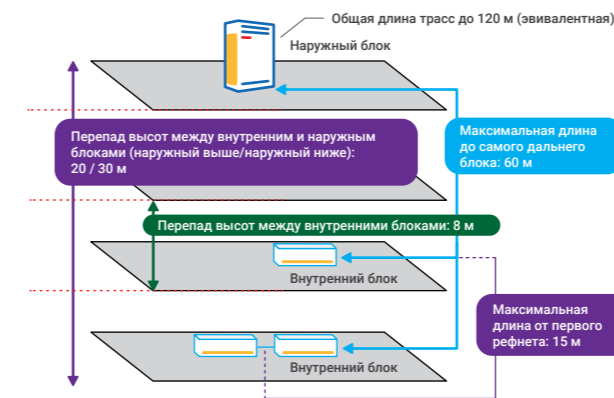 Общая длина трасс до 120 м (эвивалентная)
Наружный блок
Перепад высот между внутренним и наружным
блоками (наружный выше/наружный ниже):
20 / 30 м
Максимальная длина
до самого дальнего
блока: 60 м
Перепад высот между внутренними блоками: 8 м
Внутренний блок
Максимальная
длина от первого
рефнета: 15 м
Внутренний блок